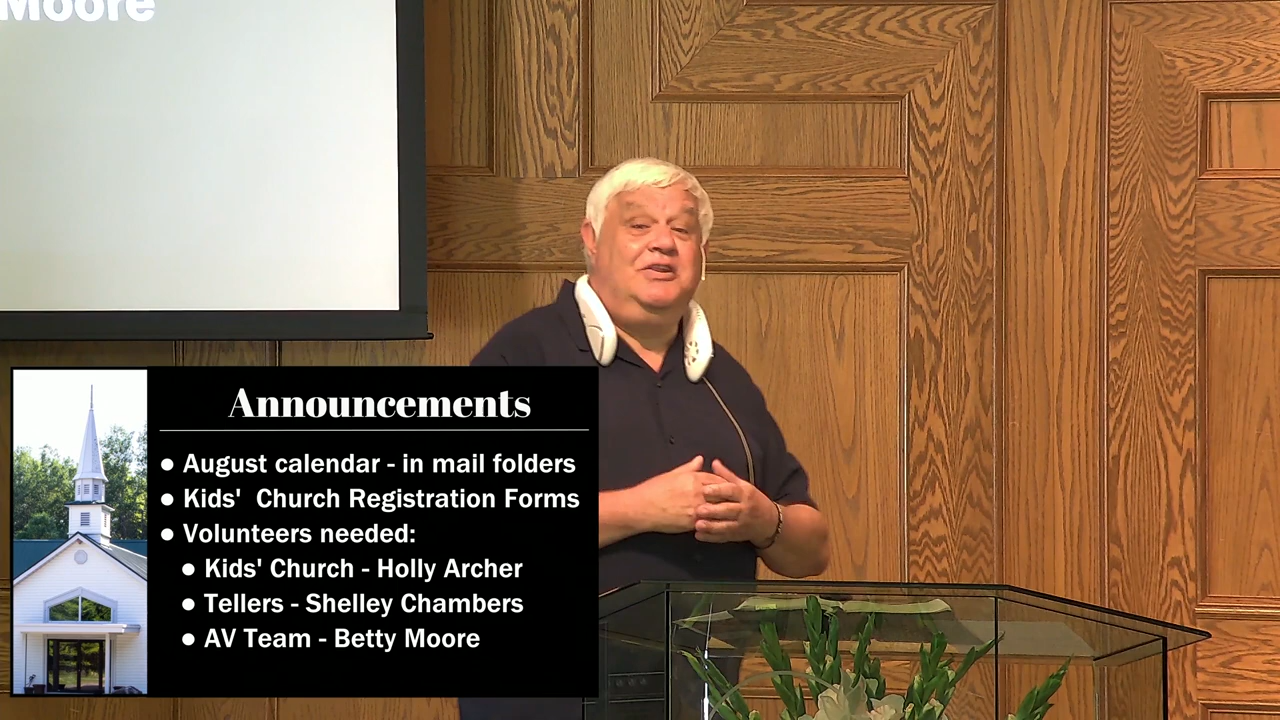 Moore
Announcements
● August calendar - in mail folders
● Kids'  Church Registration Forms
● Volunteers needed:
● Kids' Church - Holly Archer
● Tellers - Shelley Chambers
● AV Team - Betty Moore